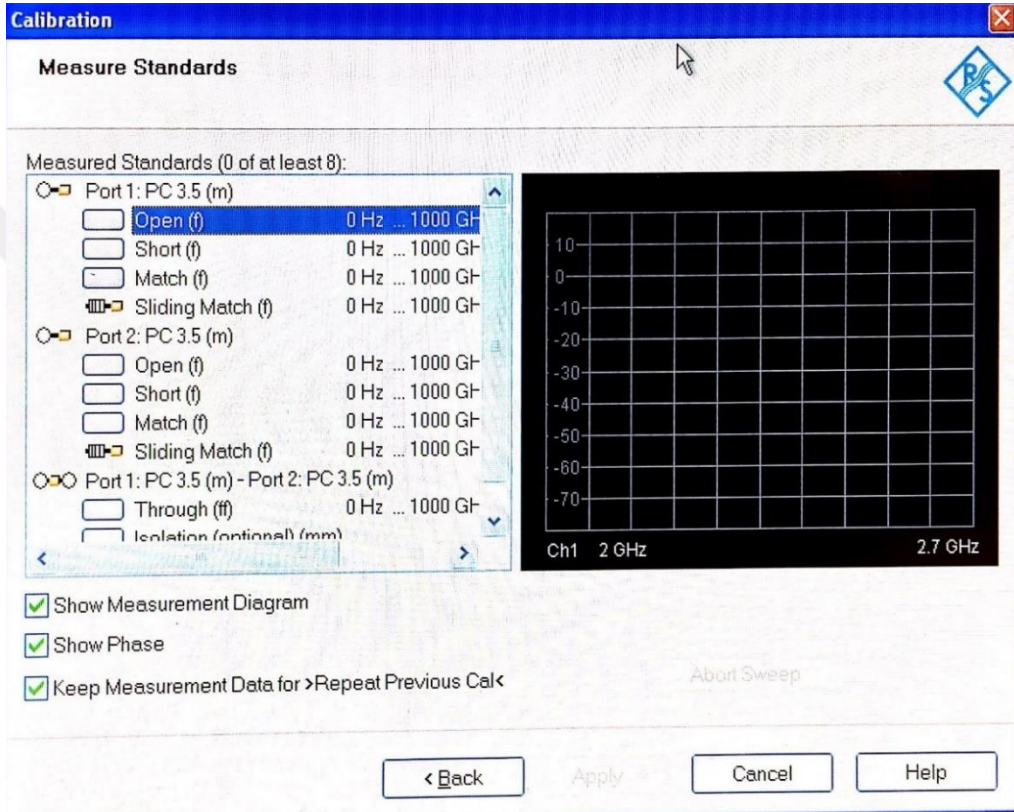 Calibration
Measure Standards
R
S
Measured Standards (0 of at least 8):
Port 1: PC 3.5 (m)
Open (f) 0 Hz ... 1000 GH
Short (f) 0 Hz ... 1000 GH
Match (f) 0 Hz ... 1000 GH
Sliding Match (f) 0 Hz ... 1000 GH
Port 2: PC 3.5 (m)
Open (f) 0 Hz ... 1000 GH
Short (f) 0 Hz ... 1000 GH
Match (f) 0 Hz ... 1000 GH
Sliding Match (f) 0 Hz ... 1000 GH
Port 1: PC 3.5 (m) - Port 2: PC 3.5 (m)
Through (ff) 0 Hz ... 1000 GH
Isolation (optional) (mm)
10
0
-10
-20
-30
-40
-50
-60
-70
Ch1 2 GHz 2.7 GHz
Show Measurement Diagram
Show Phase
Keep Measurement Data for >Repeat Previous Cal<
Abort Sweep
< Back Apply Cancel Help